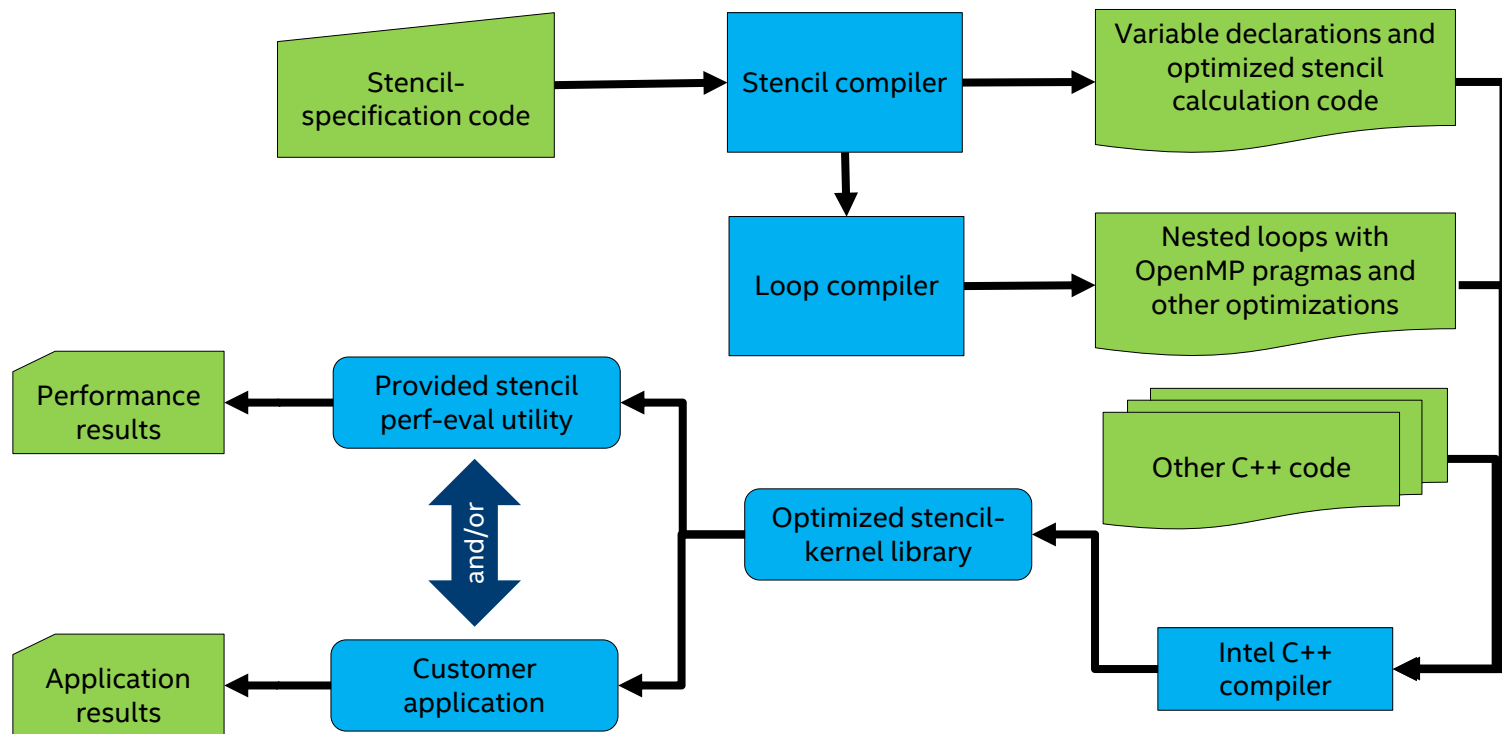 Stencil-
specification code
Stencil compiler
Variable declarations and
optimized stencil
calculation code
Loop compiler
Nested loops with
OpenMP pragmas and
other optimizations
Performance
results
Provided stencil
perf-eval utility
Other C++ code
and/or
Optimized stencil-
kernel library
Application
results
Customer
application
Intel C++
compiler